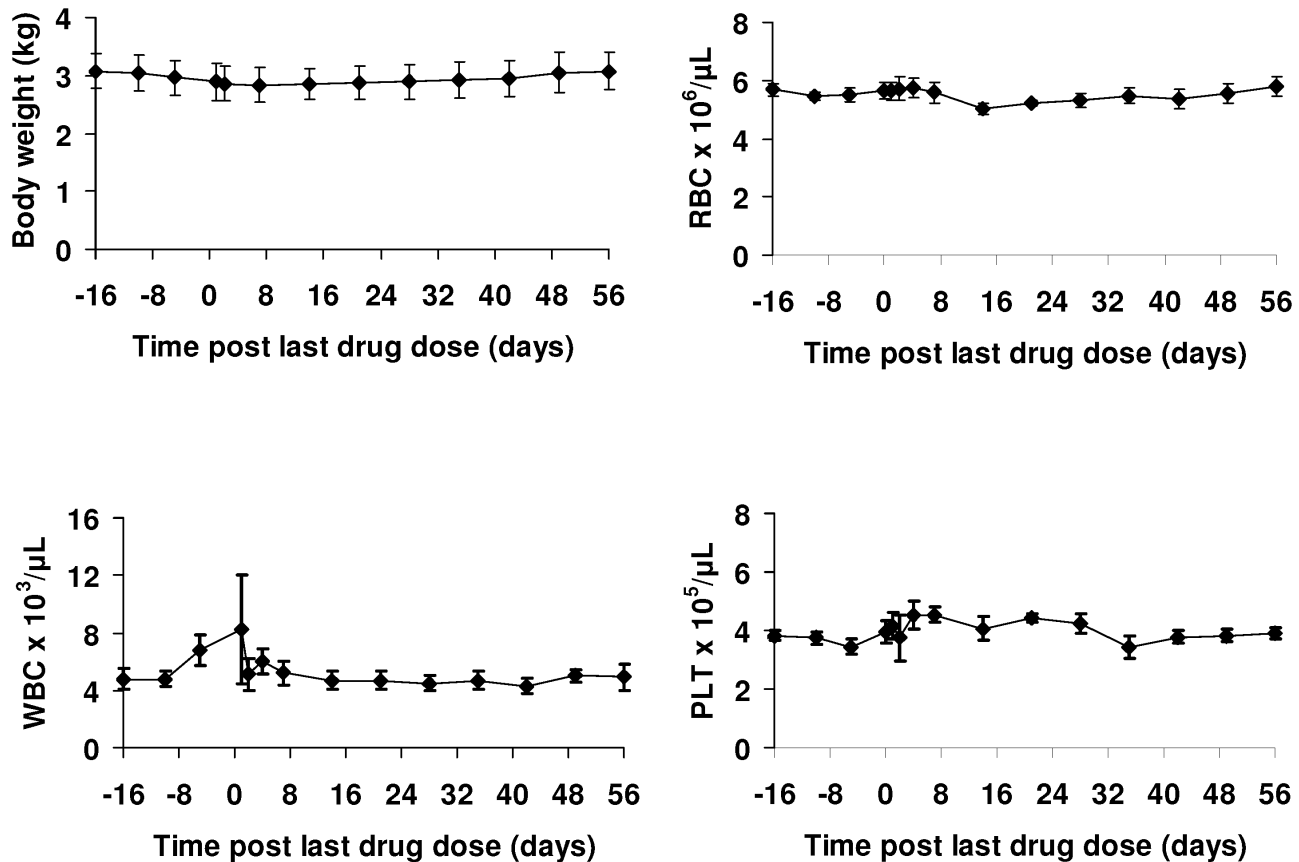 Body weight (kg)
4
3
2
1
0
-16 -8 0 8 16 24 32 40 48 56
Time post last drug dose (days)
RBC x 10⁶/µL
8
6
4
2
0
-16 -8 0 8 16 24 32 40 48 56
Time post last drug dose (days)
WBC x 10³/µL
16
12
8
4
0
-16 -8 0 8 16 24 32 40 48 56
Time post last drug dose (days)
PLT x 10⁵/µL
8
6
4
2
0
-16 -8 0 8 16 24 32 40 48 56
Time post last drug dose (days)